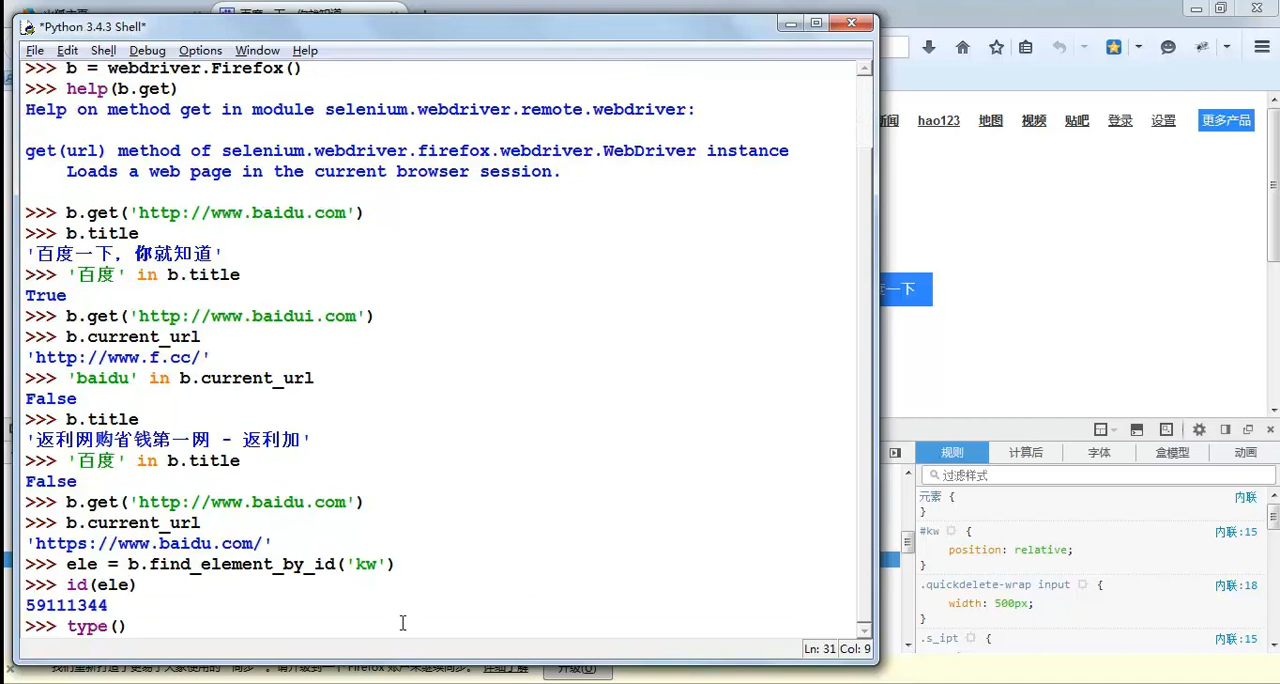 *Python 3.4.3 Shell*
File Edit Shell Debug Options Window Help
>>> b = webdriver.Firefox()
>>> help(b.get)
Help on method get in module selenium.webdriver.remote.webdriver:
get(url) method of selenium.webdriver.firefox.webdriver.WebDriver instance
Loads a web page in the current browser session.
>>> b.get('http://www.baidu.com')
>>> b.title
'百度一下，你就知道'
>>> '百度' in b.title
True
>>> b.get('http://www.baidui.com')
>>> b.current_url
'http://www.f.cc/'
>>> 'baidu' in b.current_url
False
>>> b.title
'返利网购省钱第一网 - 返利加'
>>> '百度' in b.title
False
>>> b.get('http://www.baidu.com')
>>> b.current_url
'https://www.baidu.com/'
>>> ele = b.find_element_by_id('kw')
>>> id(ele)
59111344
>>> type()
Ln: 31 Col: 9
闻 hao123 地图 视频 贴吧 登录 设置 更多产品
一下
规则 计算后 字体 盒模型 动画
过滤样式
元素 { 内联
}
#kw { 内联:15
position: relative;
}
.quickdelete-wrap input { 内联:18
width: 500px;
}
.s_ipt { 内联:15
详细了解 升级(U)